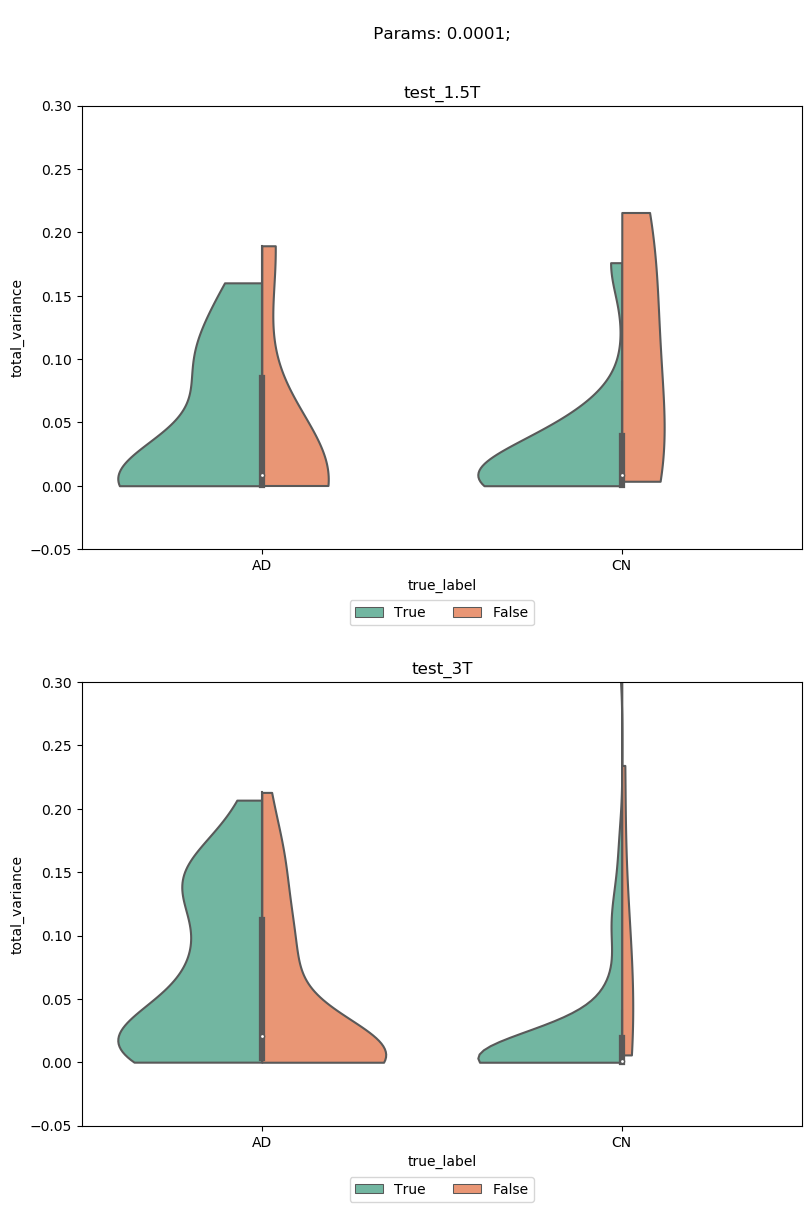 Params: 0.0001;
test_1.5T
0.30
0.25
0.20
0.15
0.10
0.05
0.00
−0.05
total_variance
AD CN
true_label
True False
test_3T
0.30
0.25
0.20
0.15
0.10
0.05
0.00
−0.05
total_variance
AD CN
true_label
True False